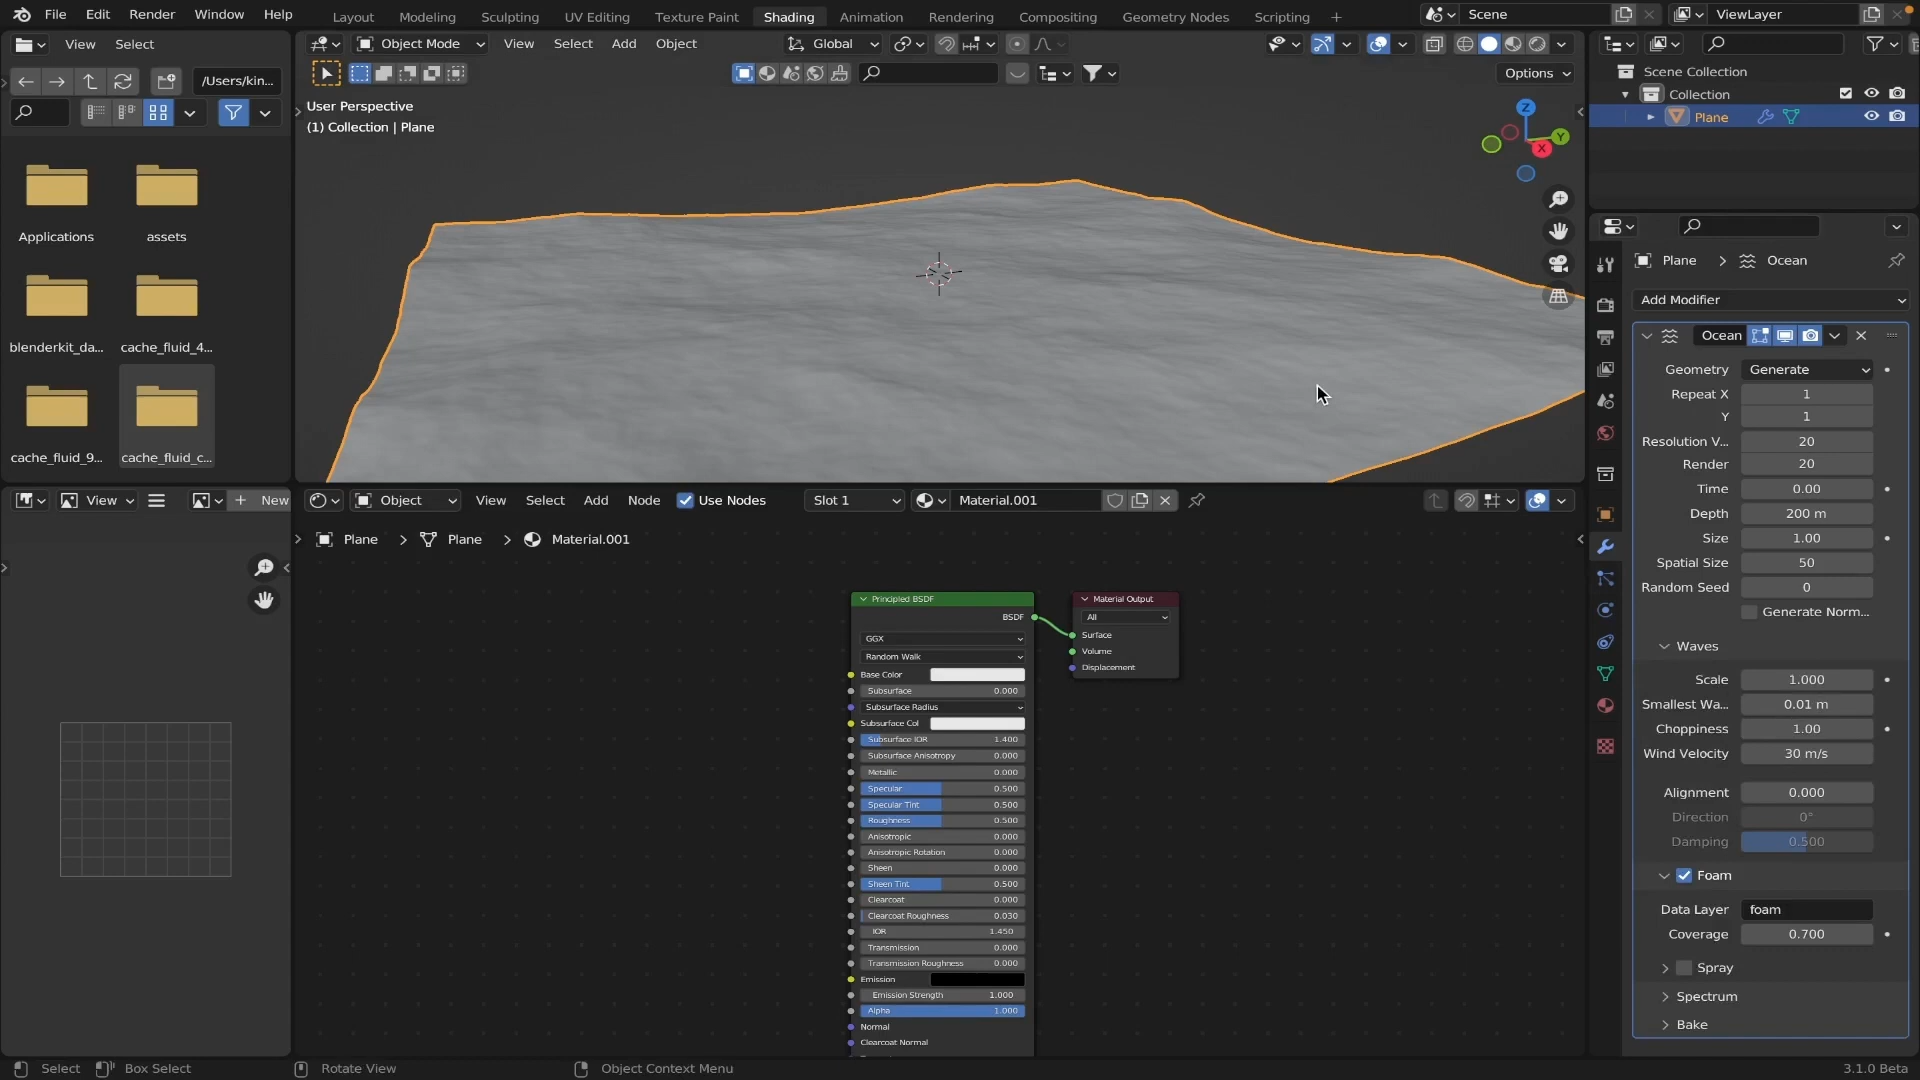 File Edit Render Window Help
Layout Modeling Sculpting UV Editing Texture Paint Shading Animation Rendering Compositing Geometry Nodes Scripting +
Scene
ViewLayer
View Select
/Users/kin...
Applications
assets
blenderkit_da...
cache_fluid_4...
cache_fluid_9...
cache_fluid_c...
View
+ New
Object Mode View Select Add Object
Global
Options
User Perspective
(1) Collection | Plane
Z
Y
X
Object View Select Add Node Use Nodes Slot 1 Material.001
Plane > Plane > Material.001
Principled BSDF
BSDF
GGX
Random Walk
Base Color
Subsurface 0.000
Subsurface Radius
Subsurface Col
Subsurface IOR 1.400
Subsurface Anisotropy 0.000
Metallic 0.000
Specular 0.500
Specular Tint 0.500
Roughness 0.500
Anisotropic 0.000
Anisotropic Rotation 0.000
Sheen 0.000
Sheen Tint 0.500
Clearcoat 0.000
Clearcoat Roughness 0.030
IOR 1.450
Transmission 0.000
Transmission Roughness 0.000
Emission
Emission Strength 1.000
Alpha 1.000
Normal
Clearcoat Normal
Material Output
All
Surface
Volume
Displacement
Scene Collection
Collection
Plane
Plane > Ocean
Add Modifier
Ocean
Geometry Generate
Repeat X 1
Y 1
Resolution V... 20
Render 20
Time 0.00
Depth 200 m
Size 1.00
Spatial Size 50
Random Seed 0
Generate Norm...
Waves
Scale 1.000
Smallest Wa... 0.01 m
Choppiness 1.00
Wind Velocity 30 m/s
Alignment 0.000
Direction 0°
Damping 0.500
Foam
Data Layer foam
Coverage 0.700
Spray
Spectrum
Bake
Select Box Select Rotate View Object Context Menu 3.1.0 Beta